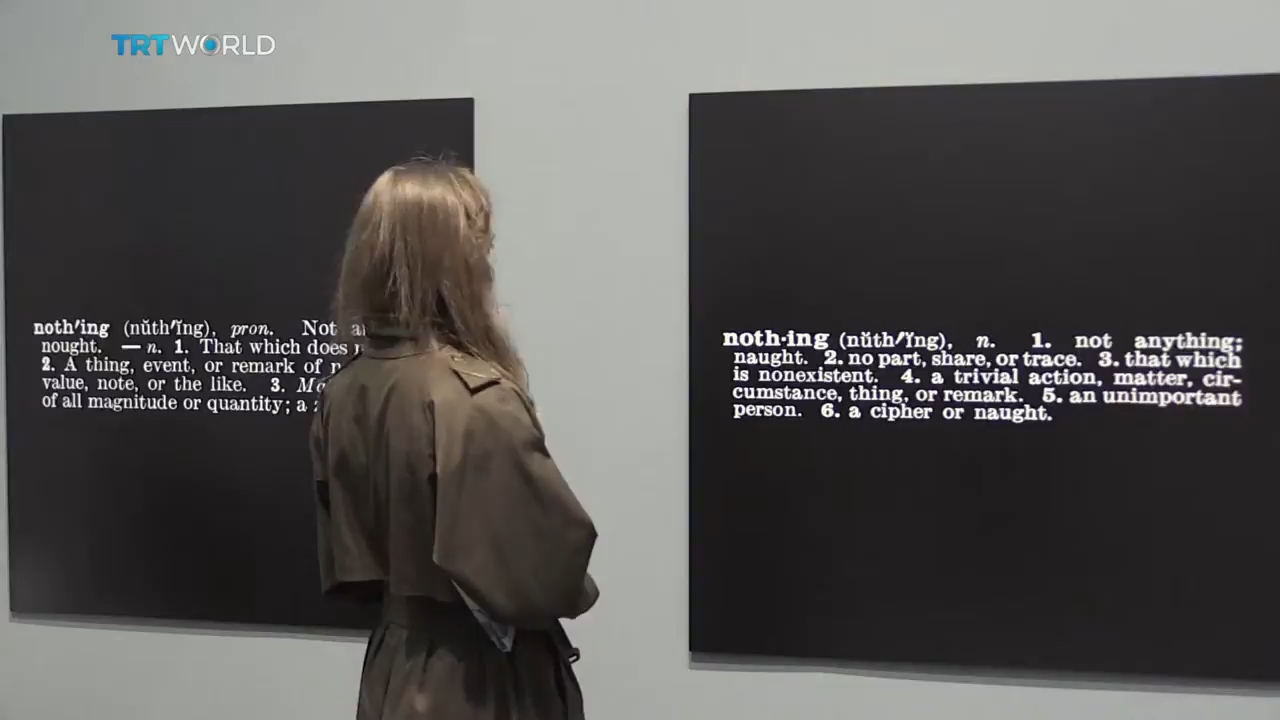 TRT WORLD
noth′ing (nŭth′ĭng), pron. Not
nought. — n. 1. That which does
2. A thing, event, or remark of
value, note, or the like. 3.
of all magnitude or quantity; a
noth·ing (nŭth′ĭng), n. 1. not anything;
naught. 2. no part, share, or trace. 3. that which
is nonexistent. 4. a trivial action, matter, cir-
cumstance, thing, or remark. 5. an unimportant
person. 6. a cipher or naught.